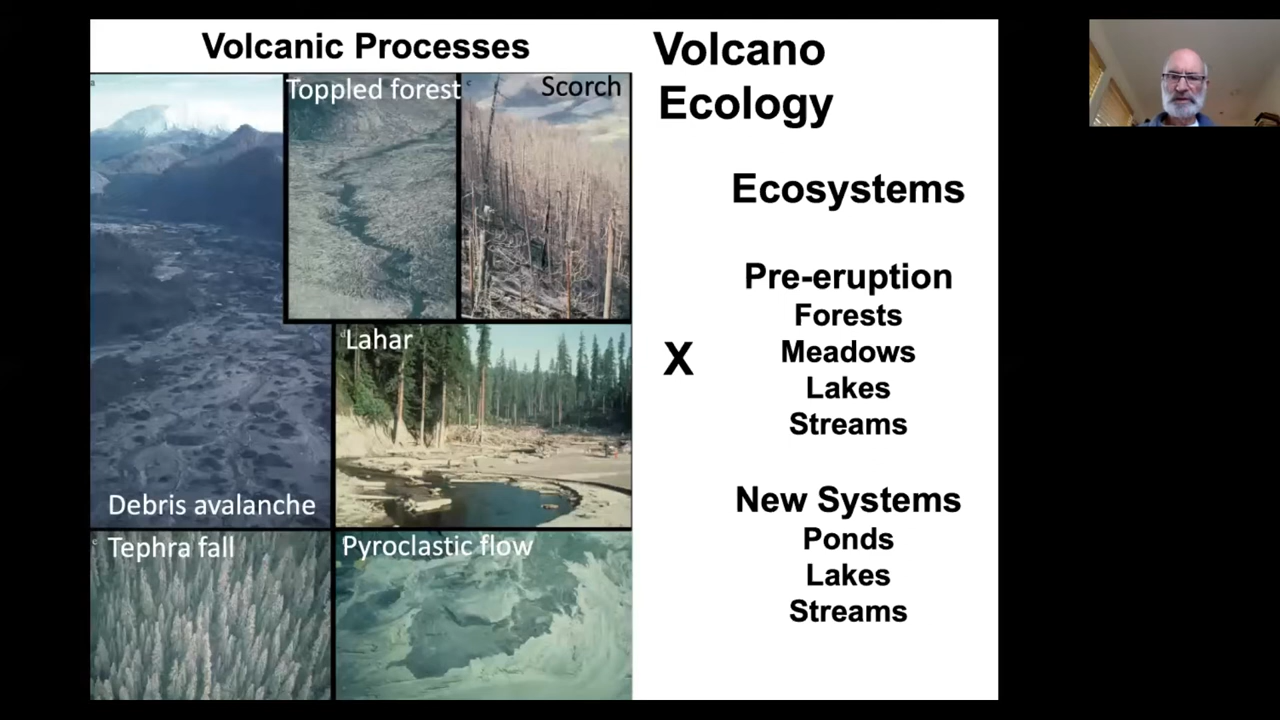 Volcanic Processes
Toppled forest
Scorch
Lahar
Debris avalanche
Tephra fall
Pyroclastic flow
Volcano
Ecology
X
Ecosystems
Pre-eruption
Forests
Meadows
Lakes
Streams
New Systems
Ponds
Lakes
Streams